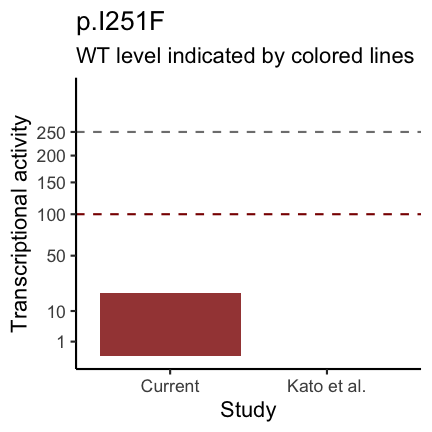 p.I251F
WT level indicated by colored lines
Transcriptional activity
250
200
150
100
50
10
1
Current
Kato et al.
Study